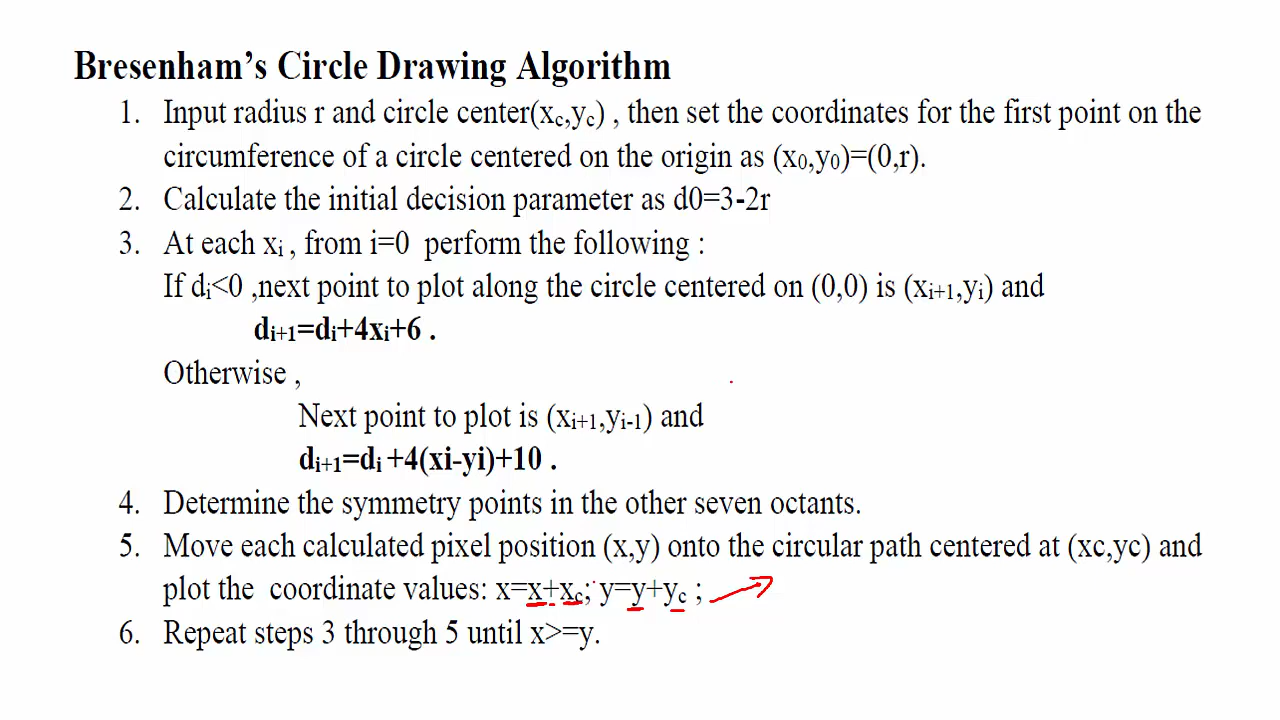 Bresenham's Circle Drawing Algorithm
1. Input radius r and circle center(xc,yc) , then set the coordinates for the first point on the
circumference of a circle centered on the origin as (x0,y0)=(0,r).
2. Calculate the initial decision parameter as d0=3-2r
3. At each xi , from i=0 perform the following :
If di<0 ,next point to plot along the circle centered on (0,0) is (xi+1,yi) and
di+1=di+4xi+6 .
Otherwise ,
Next point to plot is (xi+1,yi-1) and
di+1=di +4(xi-yi)+10 .
4. Determine the symmetry points in the other seven octants.
5. Move each calculated pixel position (x,y) onto the circular path centered at (xc,yc) and
plot the coordinate values: x=x+xc; y=y+yc ;
6. Repeat steps 3 through 5 until x>=y.